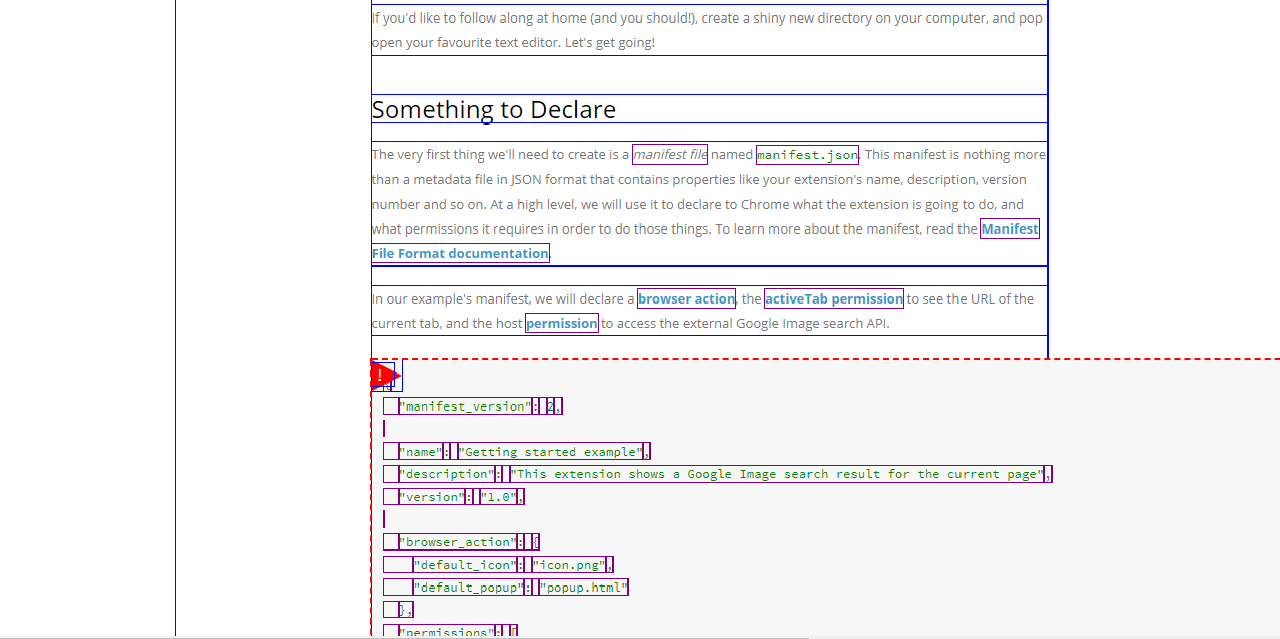 If you'd like to follow along at home (and you should!), create a shiny new directory on your computer, and pop
open your favourite text editor. Let's get going!
Something to Declare
The very first thing we'll need to create is a manifest file named manifest.json. This manifest is nothing more
than a metadata file in JSON format that contains properties like your extension's name, description, version
number and so on. At a high level, we will use it to declare to Chrome what the extension is going to do, and
what permissions it requires in order to do those things. To learn more about the manifest, read the Manifest
File Format documentation.
In our example's manifest, we will declare a browser action, the activeTab permission to see the URL of the
current tab, and the host permission to access the external Google Image search API.
!
"manifest_version": 2,
"name": "Getting started example",
"description": "This extension shows a Google Image search result for the current page",
"version": "1.0",
"browser_action": {
"default_icon": "icon.png",
"default_popup": "popup.html"
},
"permissions": [